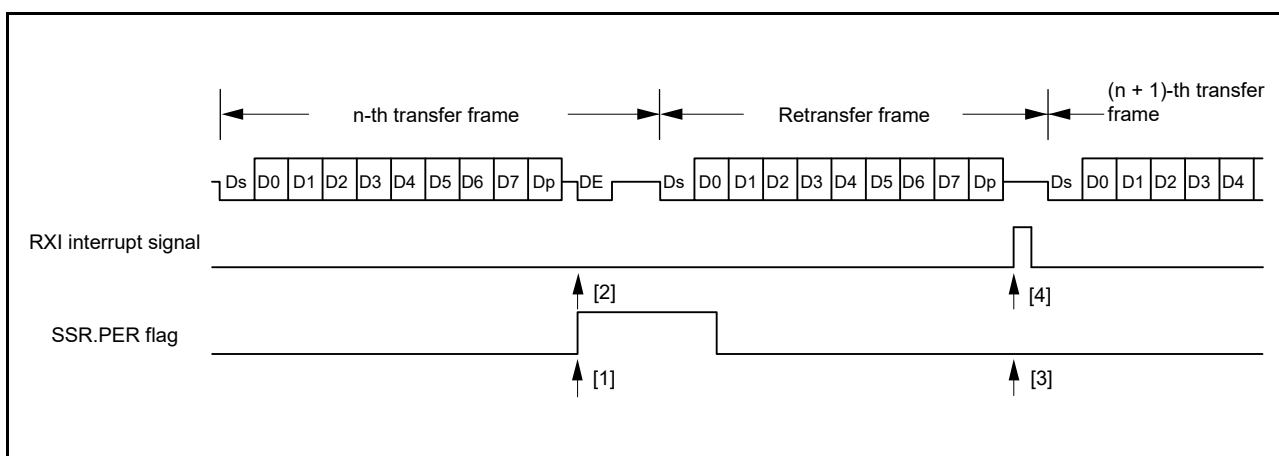 (n + 1)-th transfer
frame
n-th transfer frame
Retransfer frame
Ds D0 D1 D2 D3 D4 D5 D6 D7 Dp DE Ds D0 D1 D2 D3 D4 D5 D6 D7 Dp Ds D0 D1 D2 D3 D4
RXI interrupt signal
[2]
[4]
SSR.PER flag
[1]
[3]